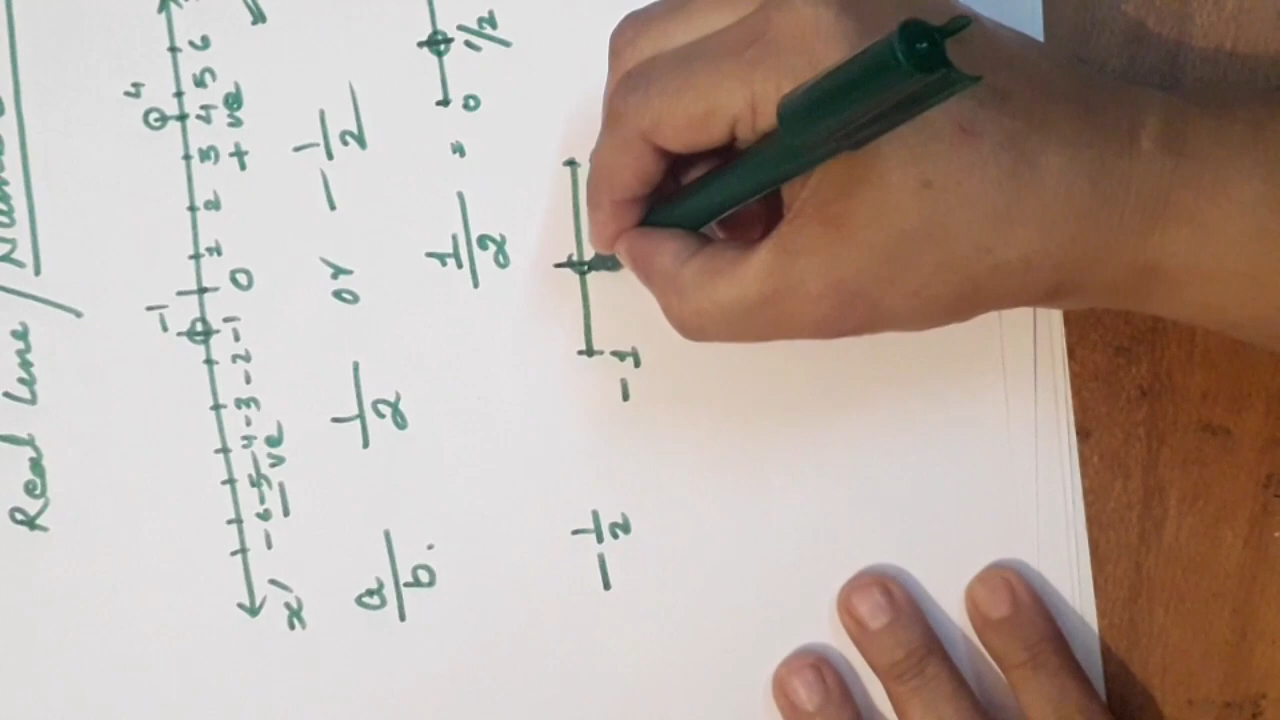 Real Line / Number
-1 4
-6 -5 -4 -3 -2 -1 0 1 2 3 4 5 6
x' -ve +ve
a/b. 1/2 or -1/2
1/2 = 0 1/2
-1/2 -1